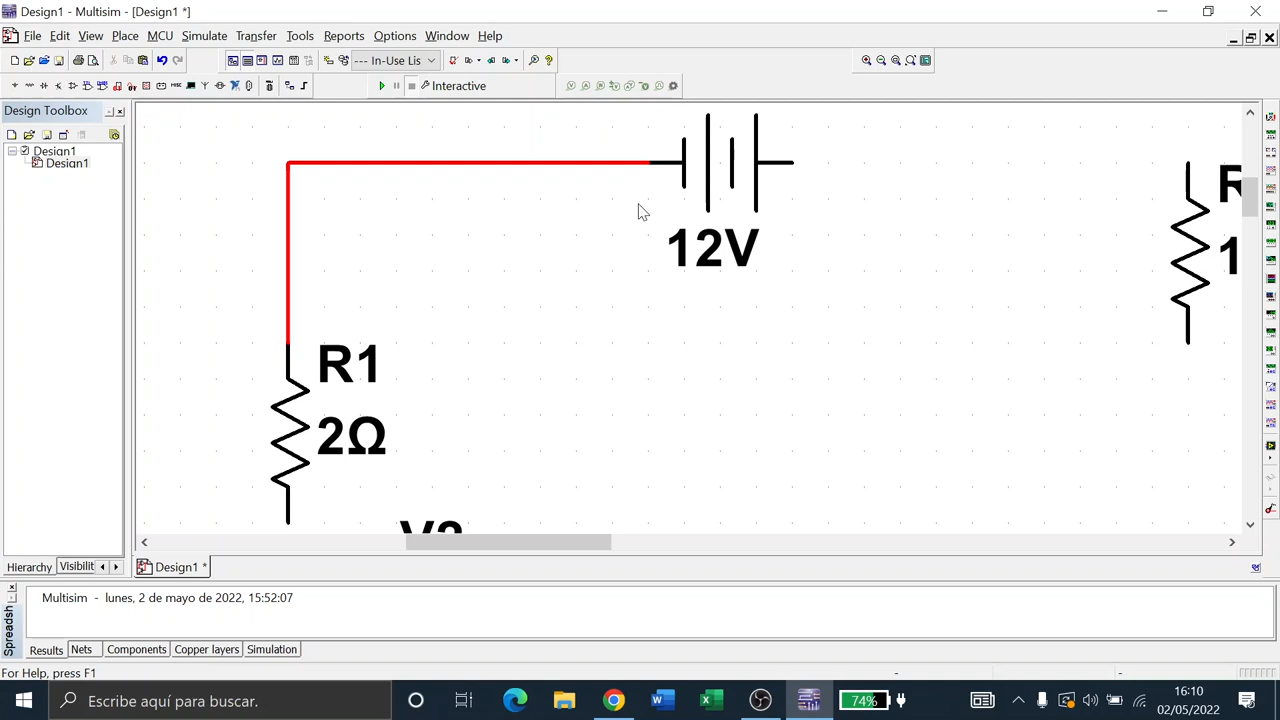 Design1 - Multisim - [Design1 *]
File Edit View Place MCU Simulate Transfer Tools Reports Options Window Help
--- In-Use Lis
Interactive
Design Toolbox
Design1
Design1
12V
R1
2Ω
R
1
V2
Hierarchy Visibilit
Design1 *
Spreadsh
Multisim - lunes, 2 de mayo de 2022, 15:52:07
Results Nets Components Copper layers Simulation
For Help, press F1
Escribe aquí para buscar.
74%
16:10
02/05/2022